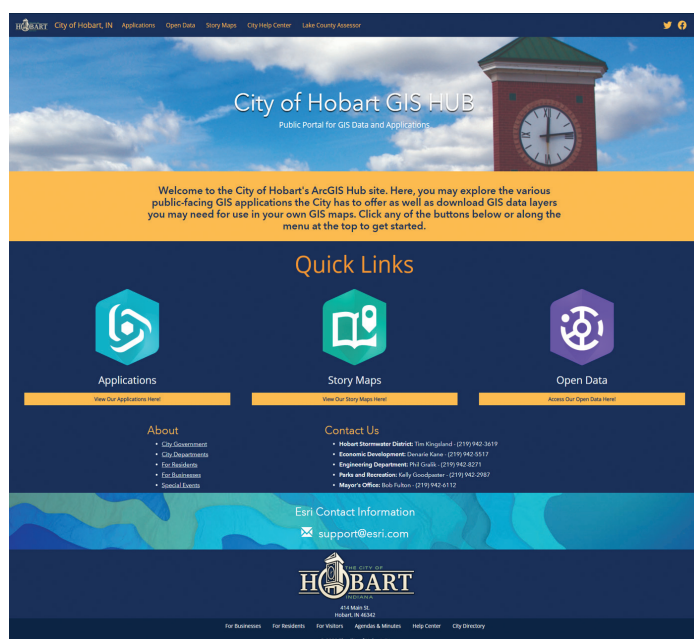 HOBART City of Hobart, IN Applications Open Data Story Maps City Help Center Lake County Assessor
City of Hobart GIS HUB
Public Portal for GIS Data and Applications
Welcome to the City of Hobart's ArcGIS Hub site. Here, you may explore the various
public-facing GIS applications the City has to offer as well as download GIS data layers
you may need for use in your own GIS maps. Click any of the buttons below or along the
menu at the top to get started.
Quick Links
Applications
View Our Applications Here!
Story Maps
View Our Story Maps Here!
Open Data
Access Our Open Data Here!
About
• City Government
• City Departments
• For Residents
• For Businesses
• Special Events
Contact Us
• Hobart Stormwater District: Tim Kingsland - (219) 942-3619
• Economic Development: Denarie Kane - (219) 942-5517
• Engineering Department: Phil Gralik - (219) 942-8271
• Parks and Recreation: Kelly Goodpaster - (219) 942-2987
• Mayor's Office: Bob Fulton - (219) 942-6112
Esri Contact Information
support@esri.com
THE CITY OF
HOBART
INDIANA
414 Main St.
Hobart, IN 46342
For Businesses For Residents For Visitors Agendas & Minutes Help Center City Directory